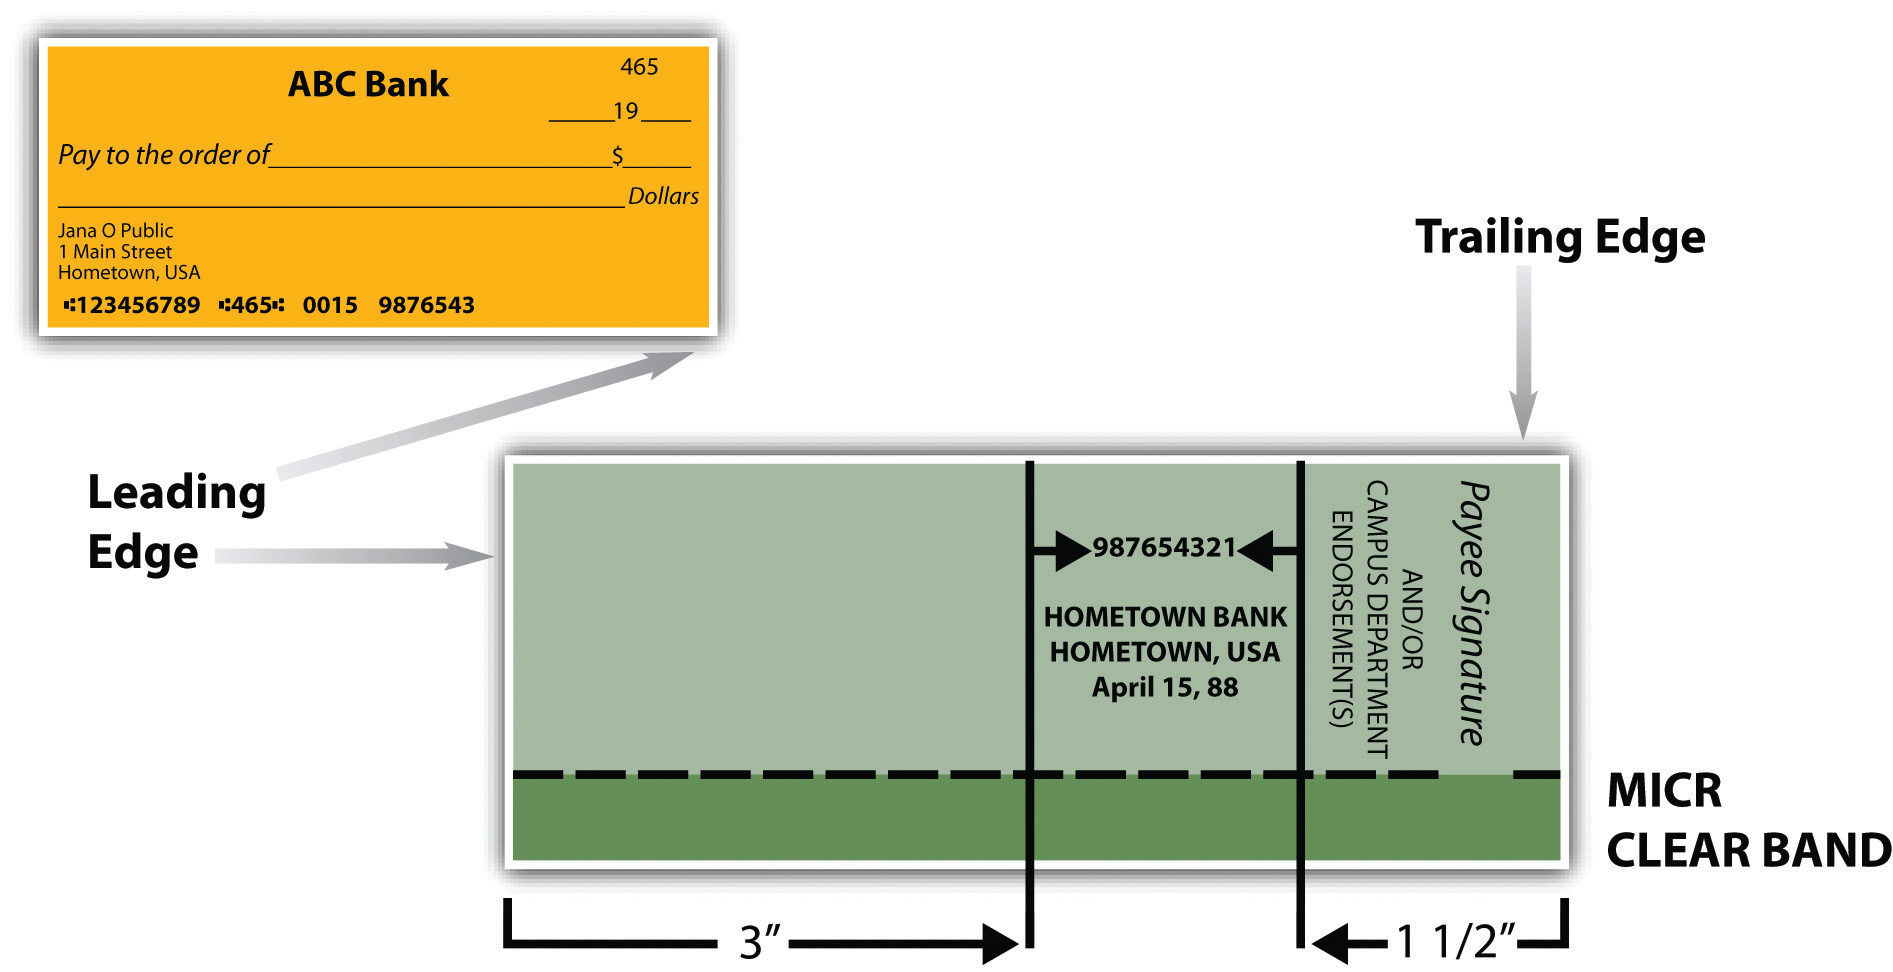 ABC Bank
465
_____19____
Pay to the order of__________________________$______
__________________________________________Dollars
Jana O Public
1 Main Street
Hometown, USA
⑆123456789 ⑆465⑆ 0015 9876543
Leading
Edge
Trailing Edge
987654321
HOMETOWN BANK
HOMETOWN, USA
April 15, 88
Payee Signature
AND/OR
CAMPUS DEPARTMENT
ENDORSEMENT(S)
MICR
CLEAR BAND
3”
1 1/2”